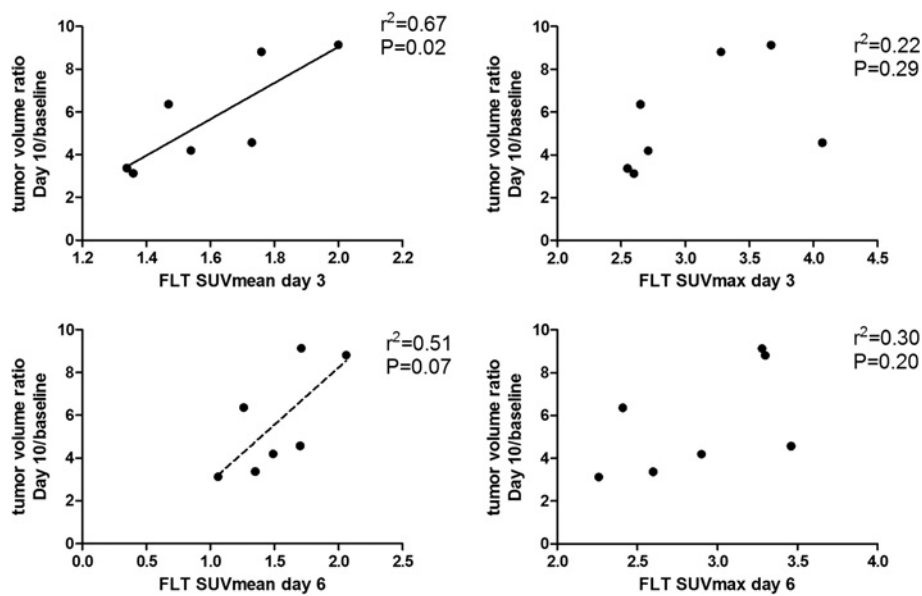 tumor volume ratio
Day 10/baseline
10
8
6
4
2
0
1.2 1.4 1.6 1.8 2.0 2.2
FLT SUVmean day 3
r²=0.67
P=0.02
tumor volume ratio
Day 10/baseline
10
8
6
4
2
0
2.0 2.5 3.0 3.5 4.0 4.5
FLT SUVmax day 3
r²=0.22
P=0.29
tumor volume ratio
Day 10/baseline
10
8
6
4
2
0
0.0 0.5 1.0 1.5 2.0 2.5
FLT SUVmean day 6
r²=0.51
P=0.07
tumor volume ratio
Day 10/baseline
10
8
6
4
2
0
2.0 2.5 3.0 3.5 4.0
FLT SUVmax day 6
r²=0.30
P=0.20